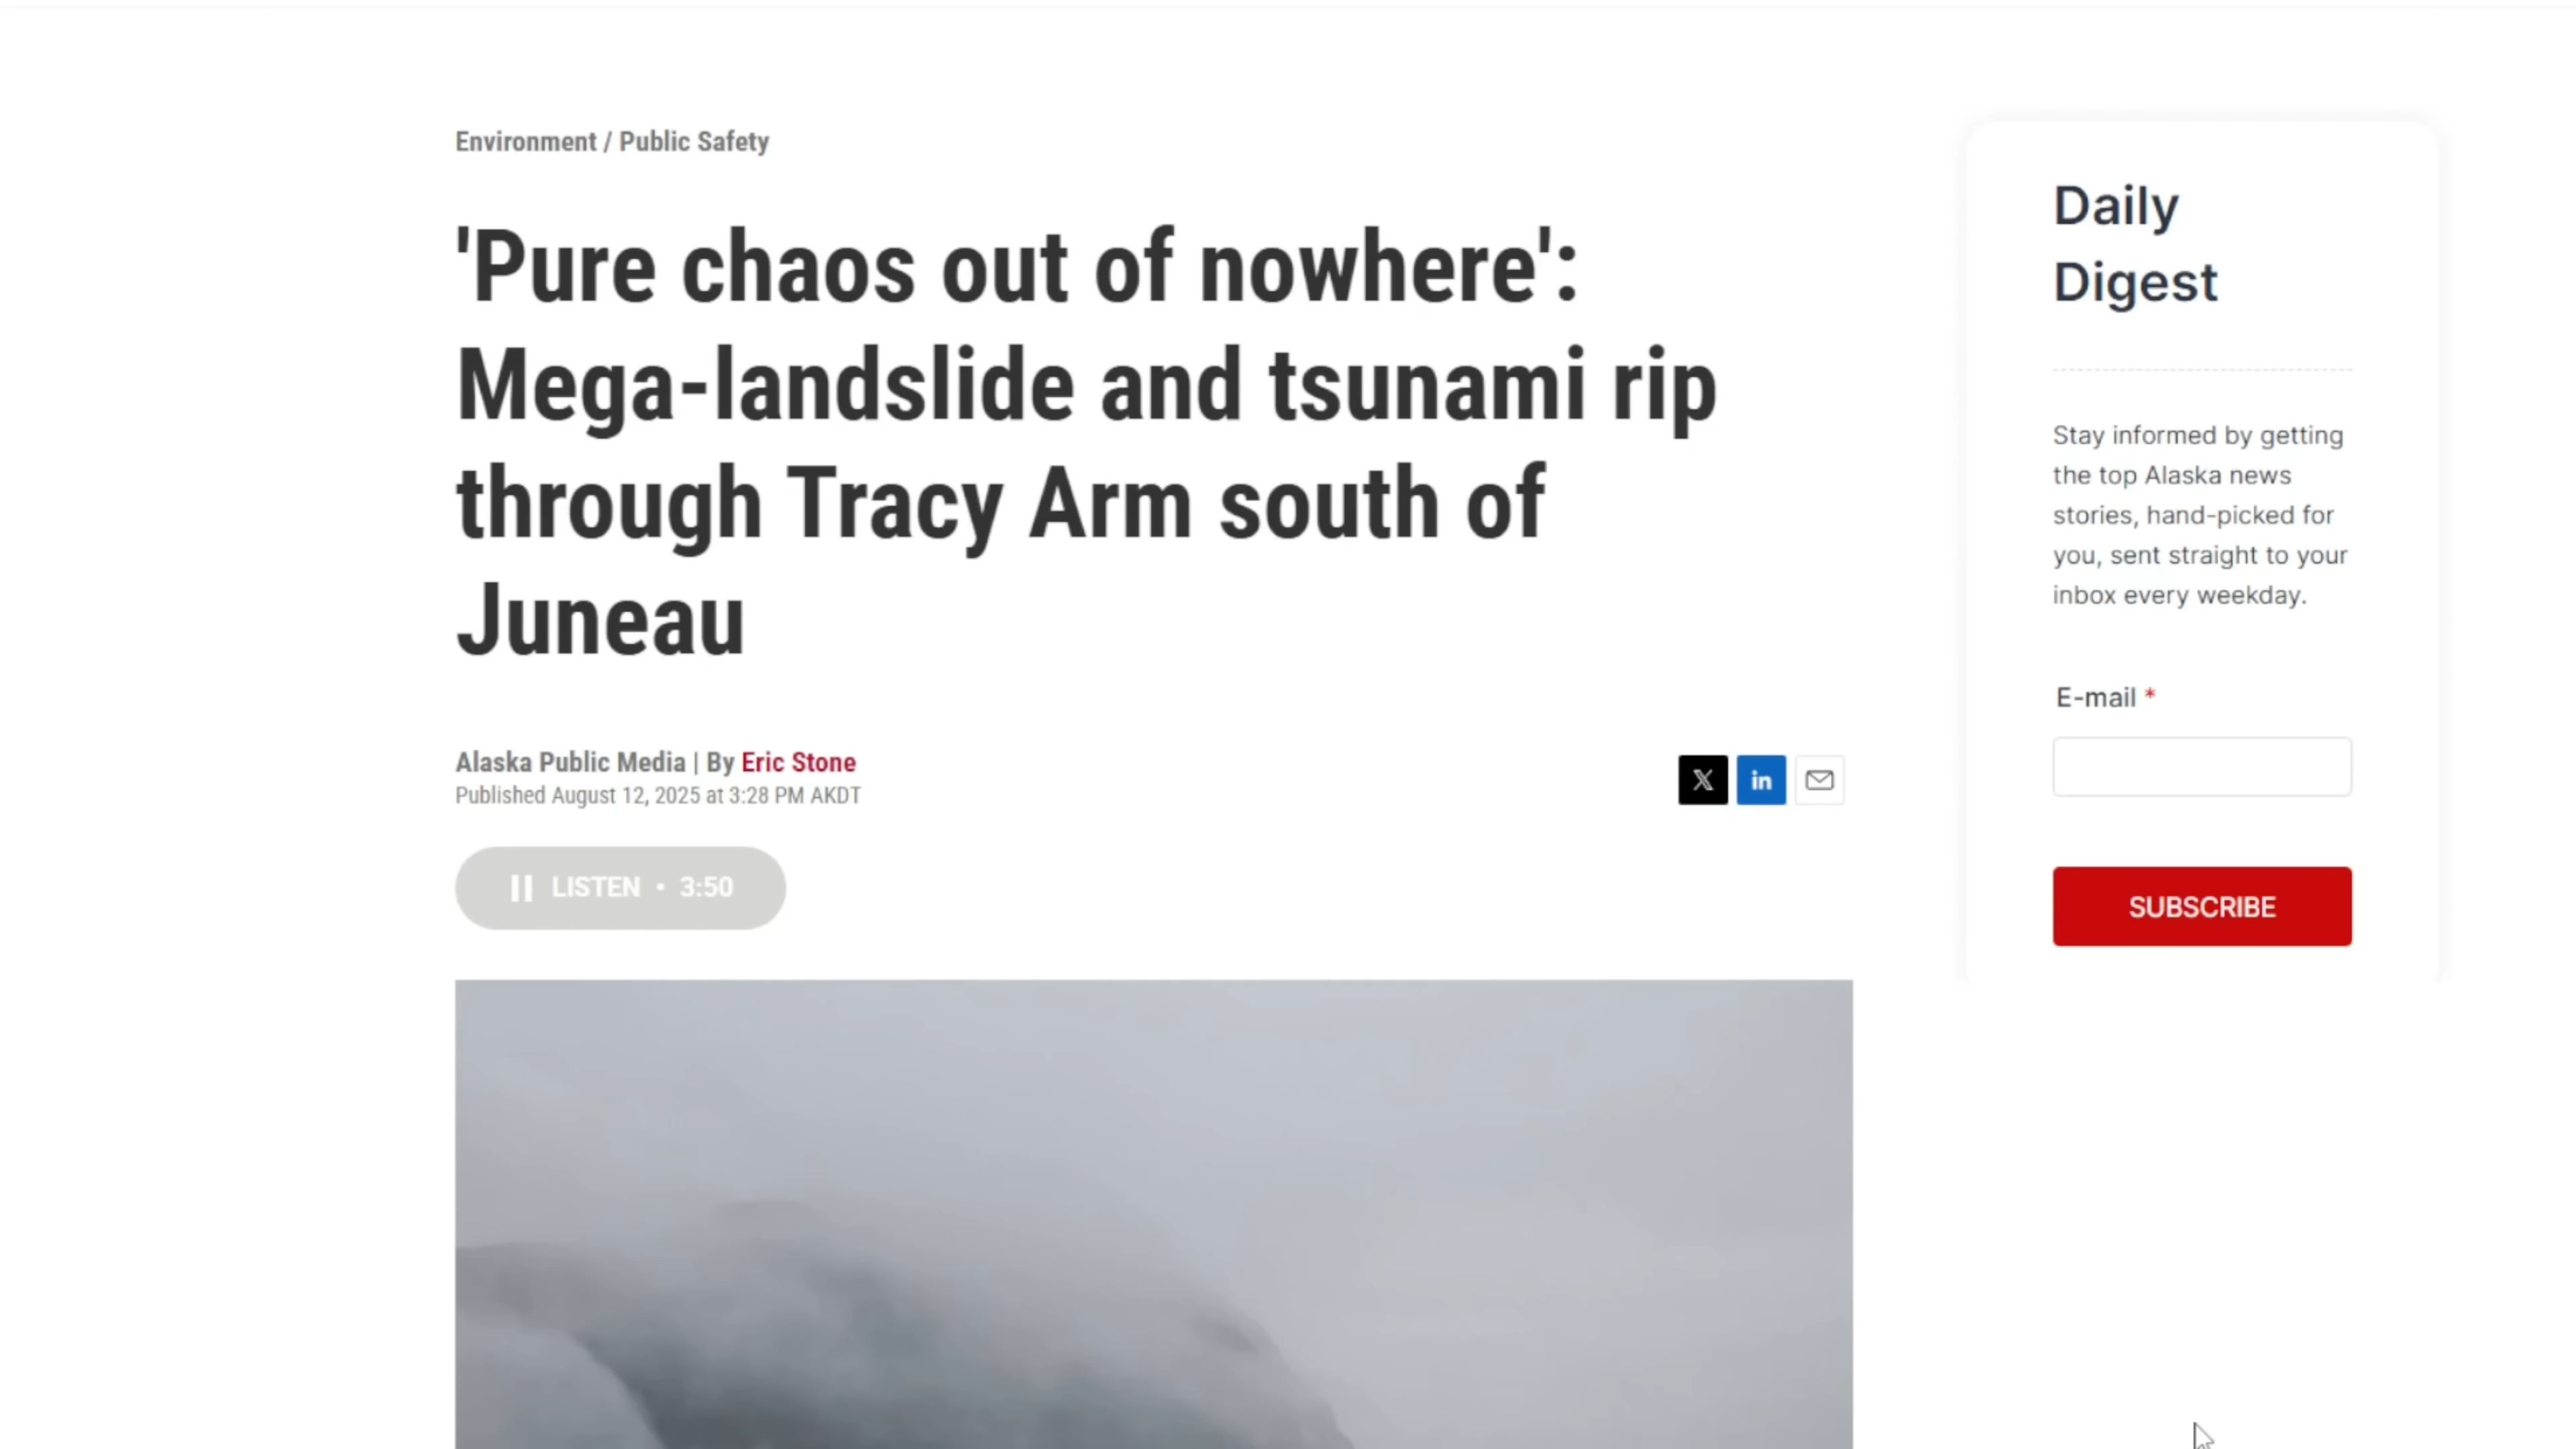 Environment / Public Safety
'Pure chaos out of nowhere':
Mega-landslide and tsunami rip
through Tracy Arm south of
Juneau
Alaska Public Media | By Eric Stone
Published August 12, 2025 at 3:28 PM AKDT
LISTEN • 3:50
Daily
Digest
Stay informed by getting
the top Alaska news
stories, hand-picked for
you, sent straight to your
inbox every weekday.
E-mail *
SUBSCRIBE